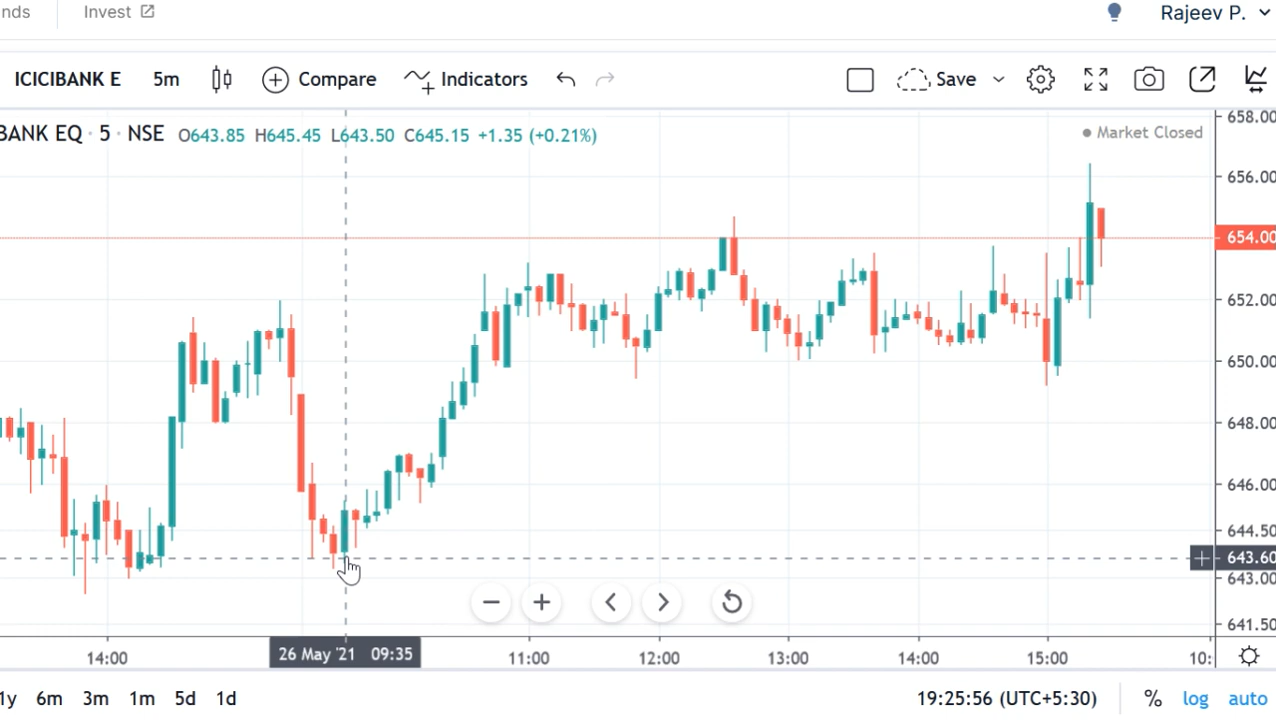 nds Invest Rajeev P.
ICICIBANK E 5m Compare Indicators Save
BANK EQ · 5 · NSE O643.85 H645.45 L643.50 C645.15 +1.35 (+0.21%)
Market Closed
658.00
656.00
654.00
652.00
650.00
648.00
646.00
644.50
643.60
643.00
641.50
14:00 26 May '21 09:35 11:00 12:00 13:00 14:00 15:00 10:
1y 6m 3m 1m 5d 1d 19:25:56 (UTC+5:30) % log auto